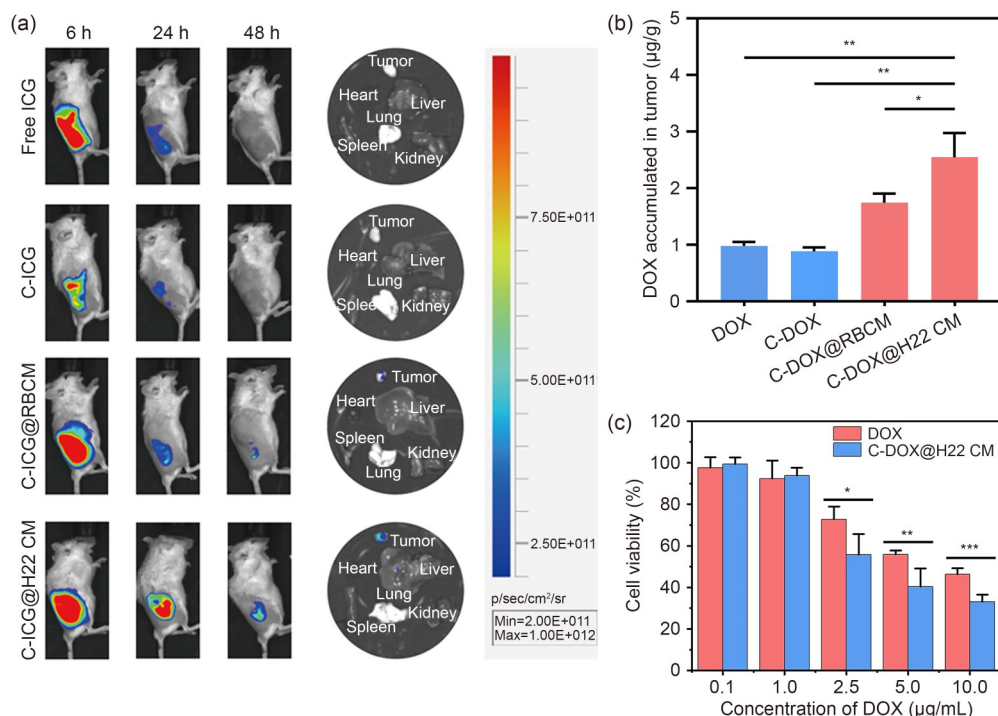 (a)
6 h
24 h
48 h
Free ICG
Tumor
Heart
Liver
Lung
Spleen
Kidney
C-ICG
Tumor
Heart
Liver
Lung
Spleen
Kidney
C-ICG@RBCM
Tumor
Heart
Liver
Spleen
Kidney
Lung
C-ICG@H22 CM
Tumor
Heart
Liver
Lung
Kidney
Spleen
7.50E+011
5.00E+011
2.50E+011
p/sec/cm²/sr
Min=2.00E+011
Max=1.00E+012
(b)
DOX accumulated in tumor (μg/g)
5
4
3
2
1
0
**
**
*
DOX
C-DOX
C-DOX@RBCM
C-DOX@H22 CM
(c)
Cell viability (%)
120
100
80
60
40
20
0
DOX
C-DOX@H22 CM
*
**
***
0.1
1.0
2.5
5.0
10.0
Concentration of DOX (μg/mL)